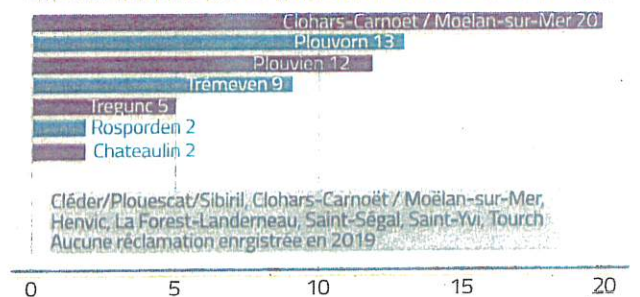 Clohars-Carnoët / Moëlan-sur-Mer 20
Plouvorn 13
Plouvien 12
Trémeven 9
Tregunc 5
Rosporden 2
Chateaulin 2
Cléder/Plouescat/Sibiril, Clohars-Carnoët / Moëlan-sur-Mer,
Henvic, La Forest-Landerneau, Saint-Ségal, Saint-Yvi, Tourch
Aucune réclamation enrgistrée en 2019
0 5 10 15 20